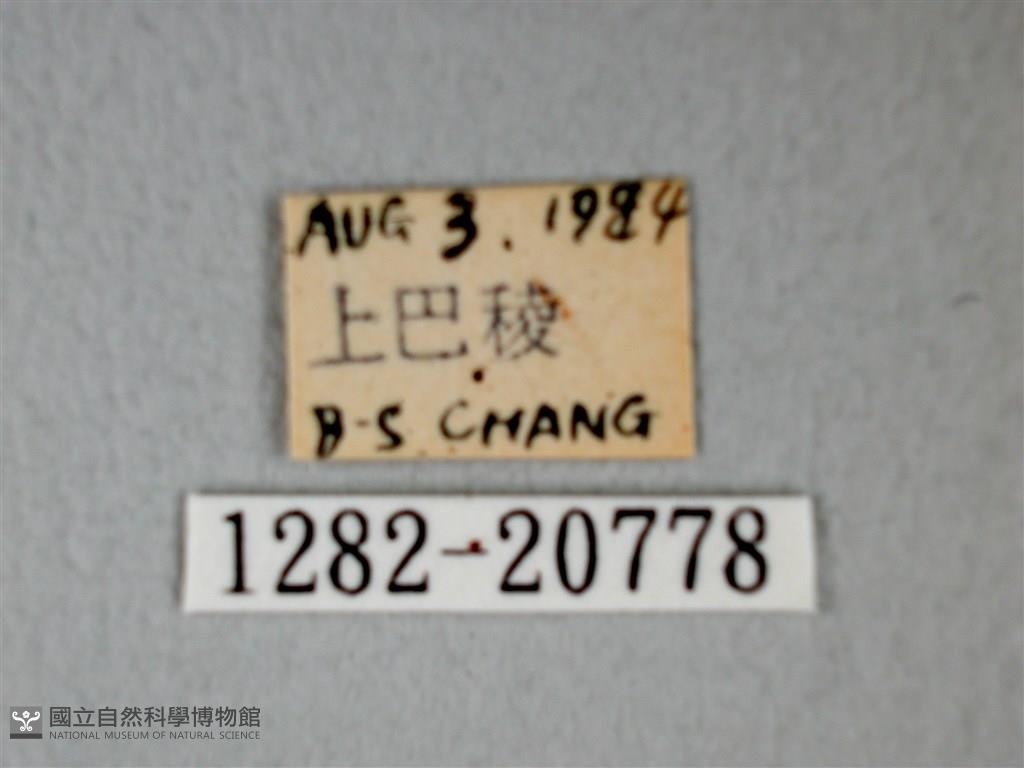 AUG 3. 1984
上巴稜
B-S CHANG
1282-20778
國立自然科學博物館
NATIONAL MUSEUM OF NATURAL SCIENCE